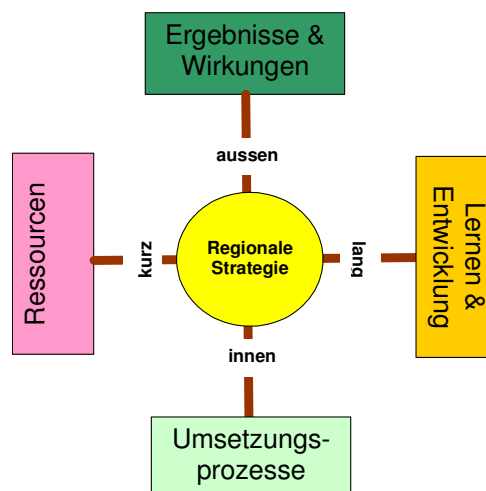 Ergebnisse &
Wirkungen
aussen
Ressourcen
kurz
Regionale
Strategie
lang
Lernen &
Entwicklung
innen
Umsetzungs-
prozesse